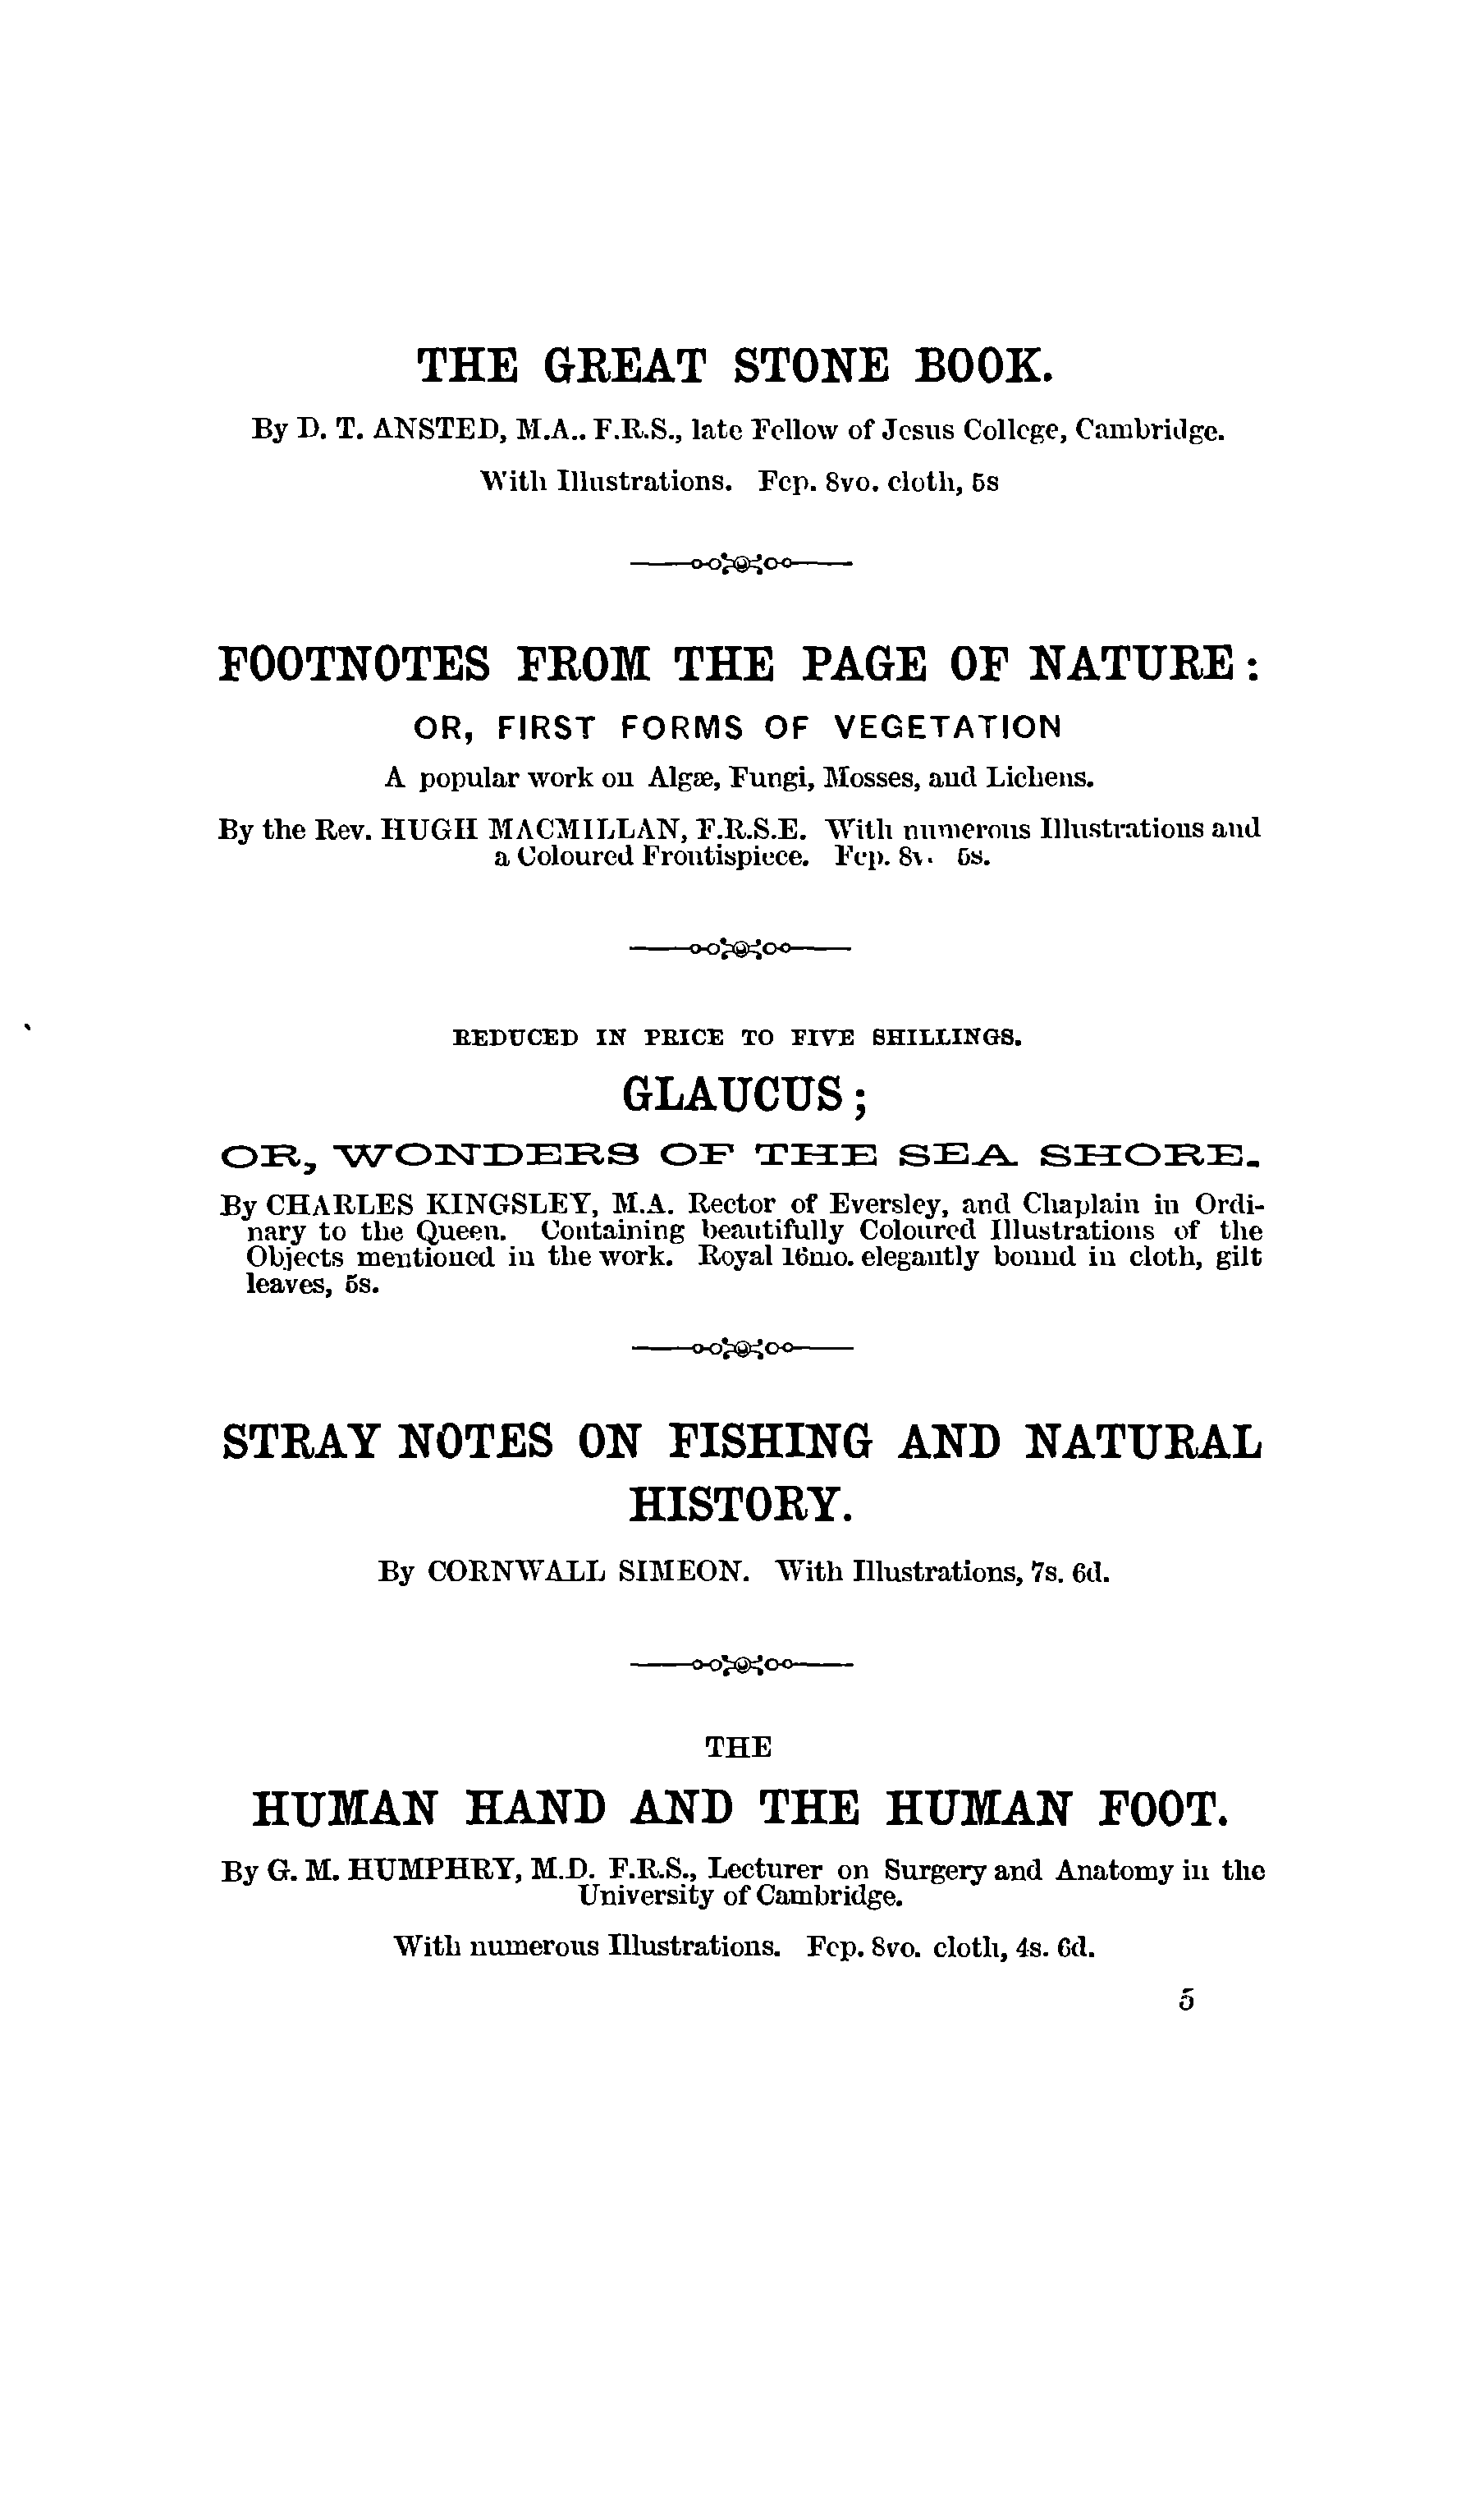 THE GREAT STONE BOOK.
By D. T. ANSTED, M.A.. F.R.S., late Fellow of Jesus College, Cambridge.
With Illustrations. Fcp. 8vo. cloth, 5s
FOOTNOTES FROM THE PAGE OF NATURE:
OR, FIRST FORMS OF VEGETATION
A popular work on Algæ, Fungi, Mosses, and Lichens.
By the Rev. HUGH MACMILLAN, F.R.S.E. With numerous Illustrations and
a Coloured Frontispiece. Fcp. 5s.
REDUCED IN PRICE TO FIVE SHILLINGS.
GLAUCUS;
OR, WONDERS OF THE SEA SHORE.
By CHARLES KINGSLEY, M.A. Rector of Eversley, and Chaplain in Ordi-
nary to the Queen. Containing beautifully Coloured Illustrations of the
Objects mentioned in the work. Royal 16mo. elegantly bound in cloth, gilt
leaves, 5s.
STRAY NOTES ON FISHING AND NATURAL
HISTORY.
By CORNWALL SIMEON. With Illustrations, 7s. 6d.
THE
HUMAN HAND AND THE HUMAN FOOT.
By G. M. HUMPHRY, M.D. F.R.S., Lecturer on Surgery and Anatomy in the
University of Cambridge.
With numerous Illustrations. Fcp. 8vo. cloth, 4s. 6d.
5